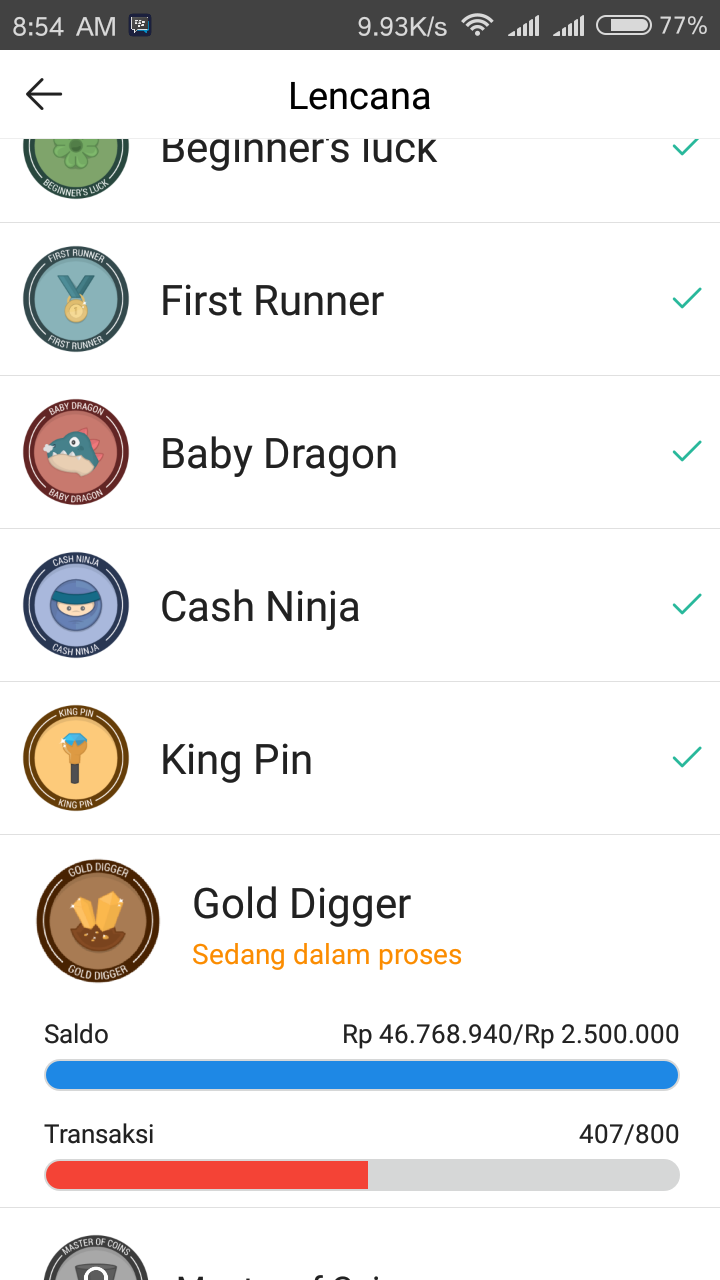 8:54 AM 9.93K/s 77%
Lencana
Beginner's luck
BEGINNER'S LUCK
FIRST RUNNER
First Runner
FIRST RUNNER
BABY DRAGON
Baby Dragon
BABY DRAGON
CASH NINJA
Cash Ninja
CASH NINJA
KING PIN
King Pin
KING PIN
GOLD DIGGER
Gold Digger
Sedang dalam proses
GOLD DIGGER
Saldo Rp 46.768.940/Rp 2.500.000
Transaksi 407/800
MASTER OF COINS